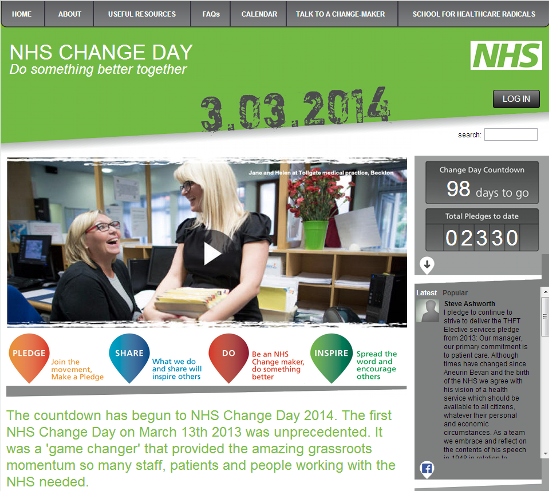 HOME ABOUT USEFUL RESOURCES FAQs CALENDAR TALK TO A CHANGE-MAKER SCHOOL FOR HEALTHCARE RADICALS
NHS CHANGE DAY
Do something better together
NHS
3.03.2014
LOG IN
search:
Jane and Helen at Tollgate medical practice, Beckton.
Change Day Countdown
98 days to go
Total Pledges to date
02330
PLEDGE
Join the
movement,
Make a Pledge
SHARE
What we do
and share will
inspire others
DO
Be an NHS
Change maker,
do something
better
INSPIRE
Spread the
word and
encourage
others
Latest Popular
Steve Ashworth
I pledge to continue to
strive to deliver the THFT
Elective services pledge
from 2013: Our manager,
our primary commitment is
to patient care. Although
times have changed since
Aneurin Bevan and the birth
of the NHS we agree with
his vision of a health
service which should be
available to all citizens,
whatever their personal
and economic
circumstances. As a
team we embrace and reflect on
the contents of his speech
in 1948 in relation to
The countdown has begun to NHS Change Day 2014. The first
NHS Change Day on March 13th 2013 was unprecedented. It
was a 'game changer' that provided the amazing grassroots
momentum so many staff, patients and people working with the
NHS needed.